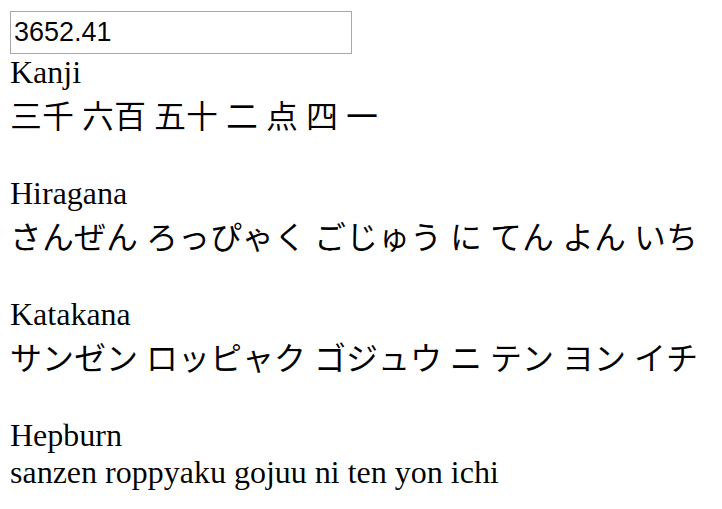 3652.41
Kanji
三千 六百 五十 二 点 四 一
Hiragana
さんぜん ろっぴゃく ごじゅう に てん よん いち
Katakana
サンゼン ロッピャク ゴジュウ ニ テン ヨン イチ
Hepburn
sanzen roppyaku gojuu ni ten yon ichi